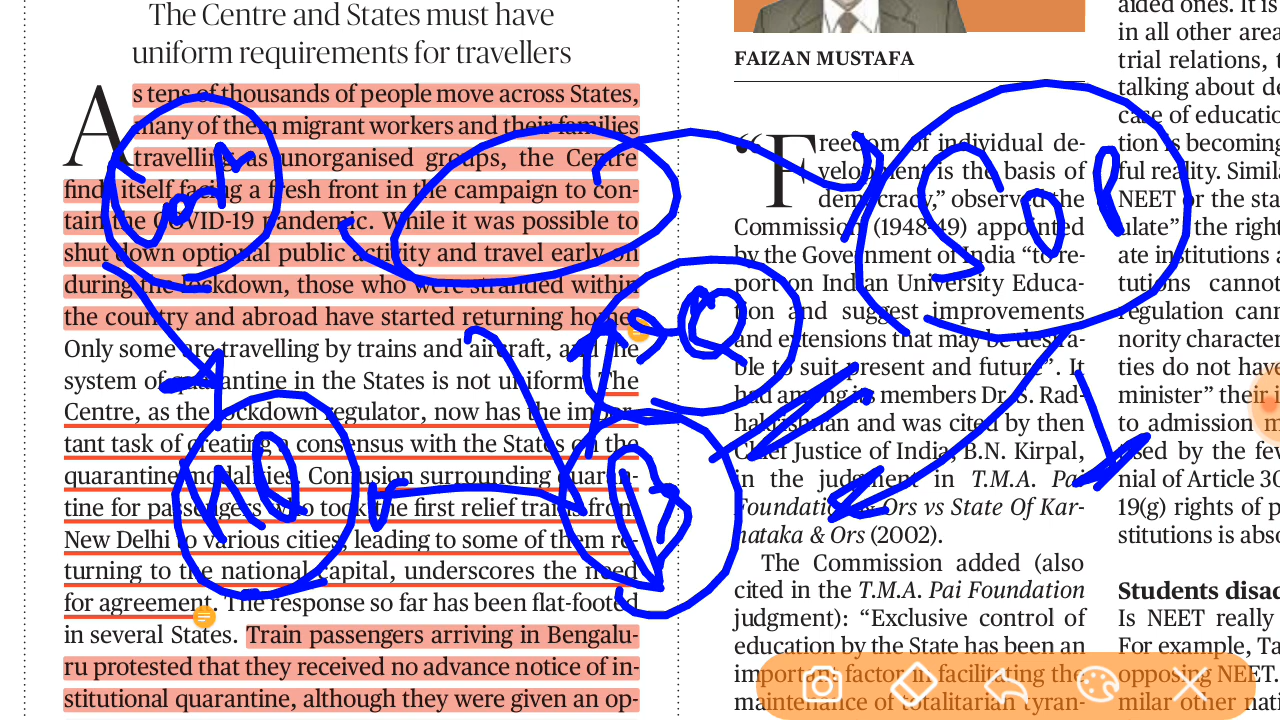 The Centre and States must have
uniform requirements for travellers
As tens of thousands of people move across States,
many of them migrant workers and their families
travelling as unorganised groups, the Centre
finds itself facing a fresh front in the campaign to con-
tain the COVID-19 pandemic. While it was possible to
shut down optional public activity and travel early on
during the lockdown, those who were stranded within
the country and abroad have started returning home.
Only some are travelling by trains and aircraft, and the
system of quarantine in the States is not uniform. The
Centre, as the lockdown regulator, now has the impor-
tant task of creating a consensus with the States on the
quarantine modalities. Confusion surrounding quaran-
tine for passengers who took the first relief trains from
New Delhi to various cities, leading to some of them re-
turning to the national capital, underscores the need
for agreement. The response so far has been flat-footed
in several States. Train passengers arriving in Bengalu-
ru protested that they received no advance notice of in-
stitutional quarantine, although they were given an op-
FAIZAN MUSTAFA
“Freedom of individual de-
velopment is the basis of
democracy,” observed the
Commission (1948-49) appointed
by the Government of India “to re-
port on Indian University Educa-
tion and suggest improvements
and extensions that may be desira-
ble to suit present and future”. It
had among its members Dr. S. Rad-
hakrishnan and was cited by then
Chief Justice of India, B.N. Kirpal,
in the judgment in T.M.A. Pai
Foundation & Ors vs State Of Kar-
nataka & Ors (2002).
The Commission added (also
cited in the T.M.A. Pai Foundation
judgment): “Exclusive control of
education by the State has been an
important factor in facilitating the
maintenance of totalitarian tyran-
aided ones. It is
in all other area
trial relations, t
talking about de
case of educatio
tion is becoming
ful reality. Simila
NEET or the sta
ulate” the right
ate institutions a
tutions cannot
regulation cann
nority character
ties do not have
minister” their i
to admission m
used by the few
nial of Article 30
19(g) rights of p
stitutions is abso
Students disad
Is NEET really
For example, Ta
opposing NEET.
milar other nati